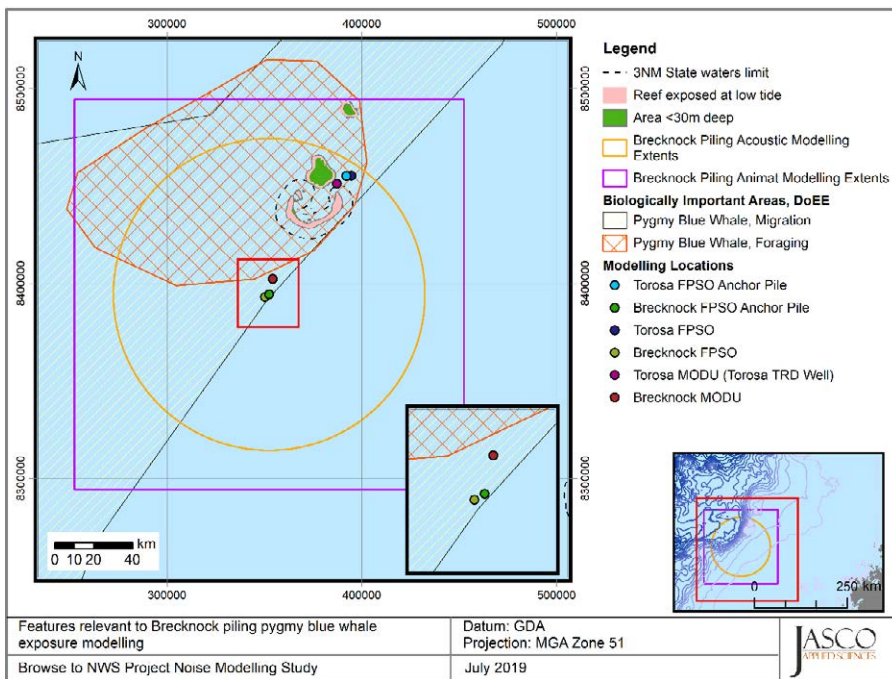 300000
400000
500000
N
8500000
8400000
8300000
8500000
8400000
8300000
km
0 10 20 40
300000
400000
500000
Legend
3NM State waters limit
Reef exposed at low tide
Area <30m deep
Brecknock Piling Acoustic Modelling
Extents
Brecknock Piling Animat Modelling Extents
Biologically Important Areas, DoEE
Pygmy Blue Whale, Migration
Pygmy Blue Whale, Foraging
Modelling Locations
Torosa FPSO Anchor Pile
Brecknock FPSO Anchor Pile
Torosa FPSO
Brecknock FPSO
Torosa MODU (Torosa TRD Well)
Brecknock MODU
0 250 km
Features relevant to Brecknock piling pygmy blue whale
exposure modelling
Datum: GDA
Projection: MGA Zone 51
Browse to NWS Project Noise Modelling Study
July 2019
JASCO
APPLIED SCIENCES